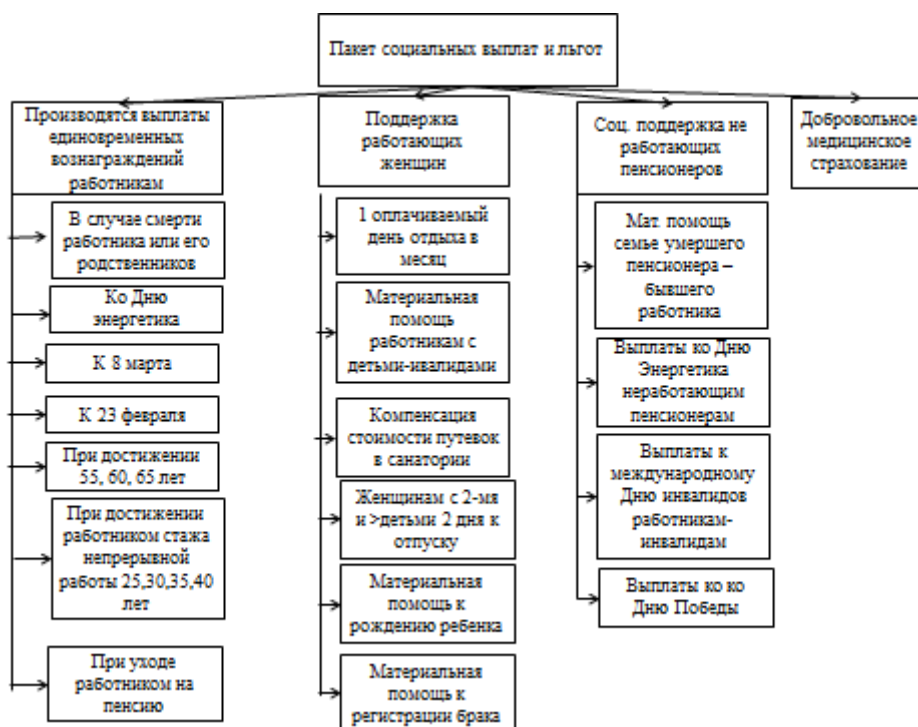 Пакет социальных выплат и льгот
Производятся выплаты
единовременных
вознаграждений
работникам
В случае смерти
работника или его
родственников
Ко Дню
энергетика
К 8 марта
К 23 февраля
При достижении
55, 60, 65 лет
При достижении
работником стажа
непрерывной
работы 25,30,35,40
лет
При уходе
работником на
пенсию
Поддержка
работающих
женщин
1 оплачиваемый
день отдыха в
месяц
Материальная
помощь
работникам с
детьми-ивалидами
Компенсация
стоимости путевок
в санатории
Женщинам с 2-мя
и >детьми 2 дня к
отпуску
Материальная
помощь к
рождению ребенка
Материальная
помощь к
регистрации брака
Соц. поддержка не
работающих
пенсионеров
Мат. помощь
семье умершего
пенсионера –
бывшего
работника
Выплаты ко Дню
Энергетика
неработающим
пенсионерам
Выплаты к
международному
Дню инвалидов
работникам-
инвалидам
Выплаты ко ко
Дню Победы
Добровольное
медицинское
страхование